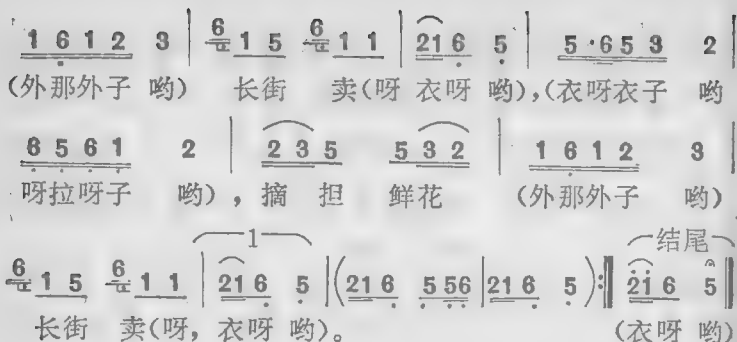 1 6 1 2 3 | 6 1 5 6 1 1 | 2 1 6 5 | 5 · 6 5 3 2 |
(外那外子 哟) 长街 卖(呀 衣呀 哟),(衣呀衣子 哟
6 5 6 1 2 | 2 3 5 5 3 2 | 1 6 1 2 3 |
呀拉呀子 哟),摘 担 鲜花 (外那外子 哟)
6 1 5 6 1 1 | 2 1 6 5 | (2 1 6 5 5 6 | 2 1 6 5) :‖ 2 1 6 5 ‖
1 结尾
长街 卖(呀,衣呀 哟)。 (衣呀 哟)